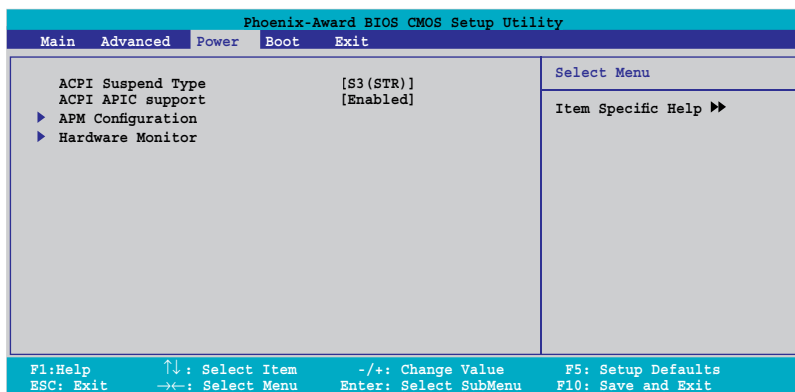 Phoenix-Award BIOS CMOS Setup Utility
Main Advanced Power Boot Exit
ACPI Suspend Type [S3(STR)]
ACPI APIC support [Enabled]
APM Configuration
Hardware Monitor
Select Menu
Item Specific Help
F1:Help ↑↓: Select Item -/+: Change Value F5: Setup Defaults
ESC: Exit →←: Select Menu Enter: Select SubMenu F10: Save and Exit